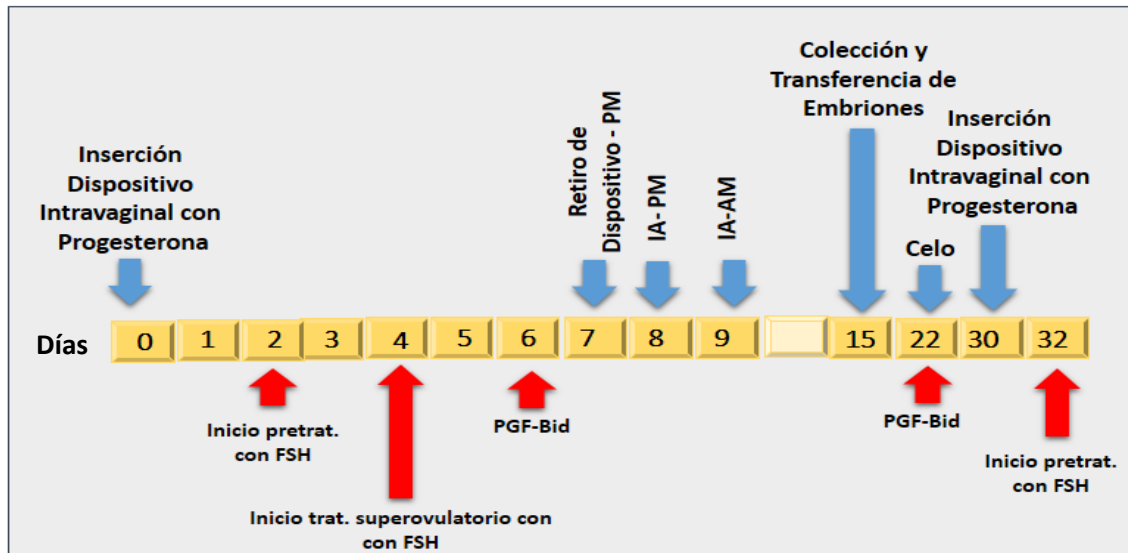 Inserción
Dispositivo
Intravaginal con
Progesterona
Retiro de
Dispositivo - PM
IA- PM
IA-AM
Colección y
Transferencia de
Embriones
Celo
Inserción
Dispositivo
Intravaginal con
Progesterona
Días 0 1 2 3 4 5 6 7 8 9 15 22 30 32
Inicio pretrat.
con FSH
Inicio trat. superovulatorio con
con FSH
PGF-Bid
PGF-Bid
Inicio pretrat.
con FSH